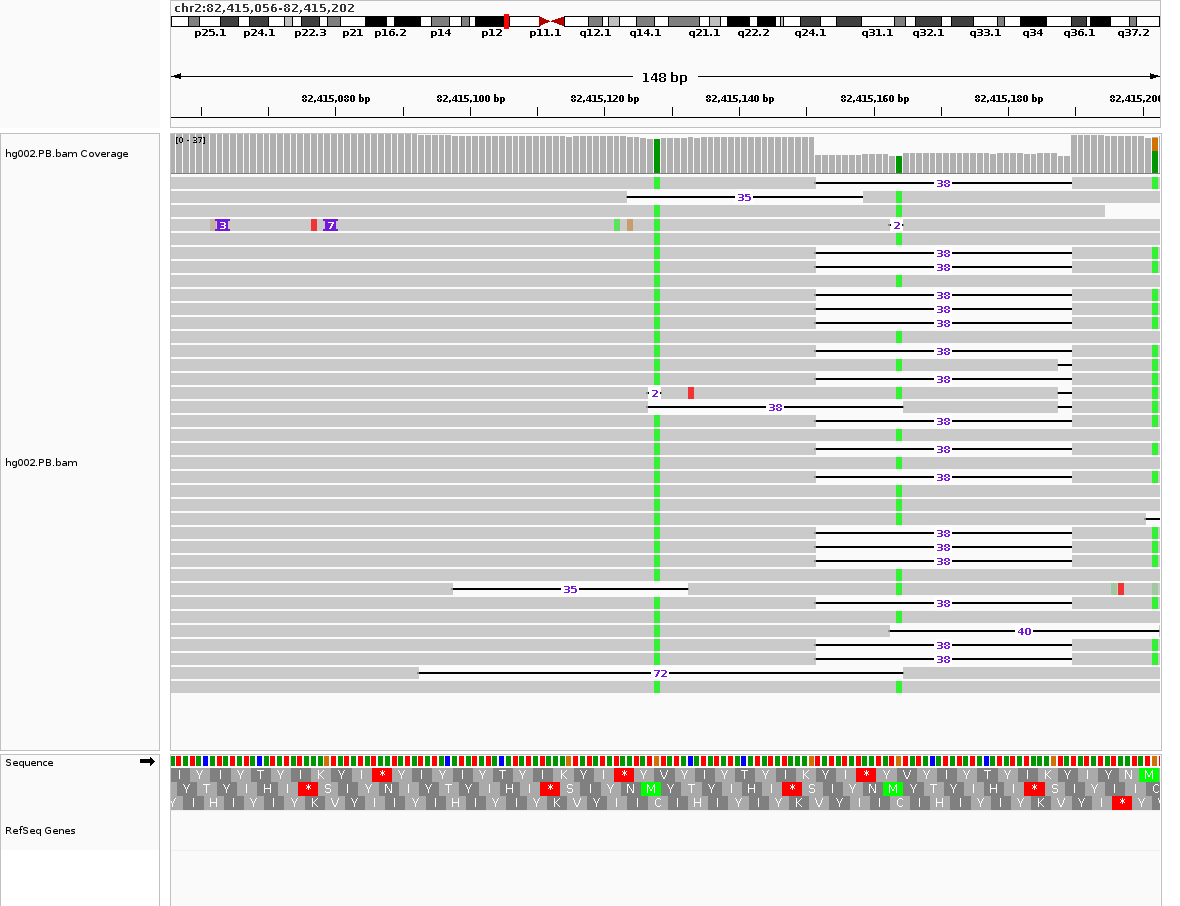 chr2:82,415,056-82,415,202
p25.1 p24.1 p22.3 p21 p16.2 p14 p12 p11.1 q12.1 q14.1 q21.1 q22.2 q24.1 q31.1 q32.1 q33.1 q34 q36.1 q37.2
148 bp
82,415,080 bp 82,415,100 bp 82,415,120 bp 82,415,140 bp 82,415,160 bp 82,415,180 bp 82,415,200
[0 - 37]
hg002.PB.bam Coverage
38
35
3 7 2
38
38
38
38
38
38
38
2
38
38
38
hg002.PB.bam
38
38
38
38
35
38
40
38
38
72
Sequence
I Y I Y T Y I K Y I * Y I Y I Y T Y I K Y I * Y V Y I Y T Y I K Y I * Y V Y I Y T Y I K Y I Y N M
Y T Y I H I * S I Y N I Y T Y I H I * S I Y N M Y T Y I H I * S I Y N M Y T Y I H I * S I Y I I C
Y I H I Y I Y K V Y I I Y I H I Y I Y K V Y I I C I H I Y I Y K V Y I I C I H I Y I Y K V Y I * Y
RefSeq Genes